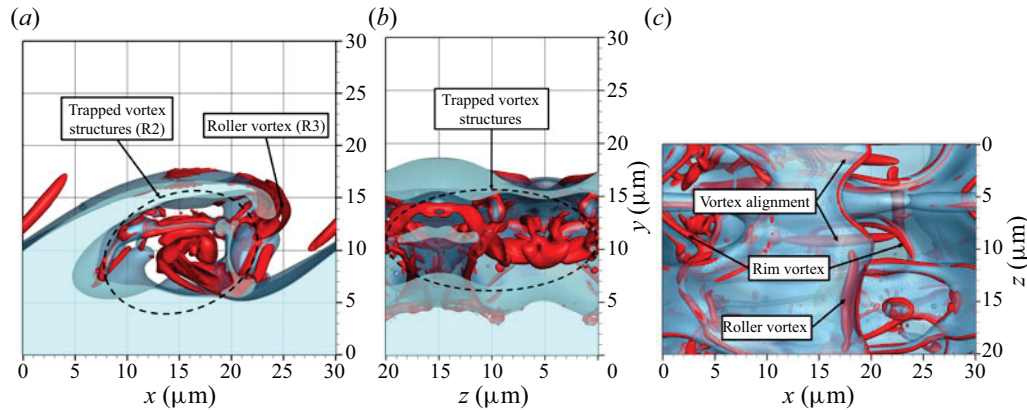 (a)
(b)
(c)
Trapped vortex
structures (R2)
Roller vortex (R3)
30
25
20
15
10
5
0
0
5
10
15
20
25
30
x (μm)
Trapped vortex
structures
30
25
20
15
10
5
0
y (μm)
20
15
10
5
0
z (μm)
Vortex alignment
Rim vortex
Roller vortex
0
5
10
15
20
z (μm)
0
5
10
15
20
25
30
x (μm)